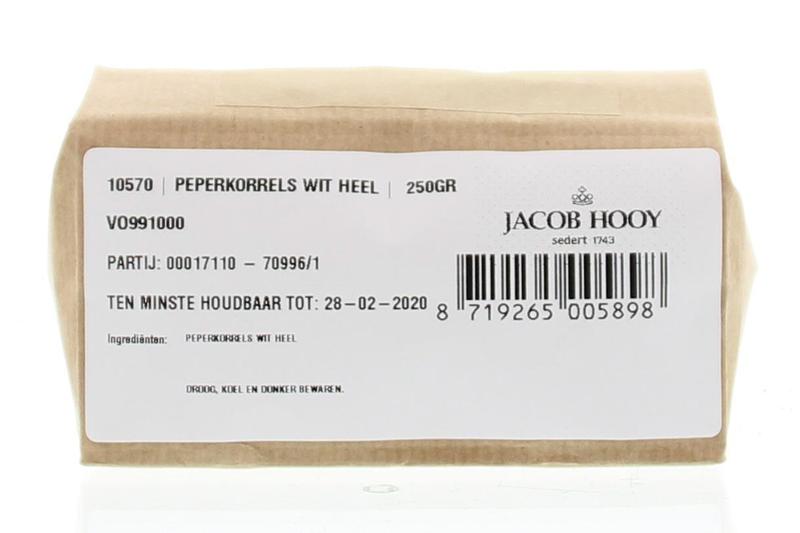 10570 | PEPERKORRELS WIT HEEL | 250GR
VO991000
PARTIJ: 00017110 - 70996/1
TEN MINSTE HOUDBAAR TOT: 28-02-2020
Ingrediënten: PEPERKORRELS WIT HEEL
DROOG, KOEL EN DONKER BEWAREN.
JACOB HOOY
sedert 1743
8 719265 005898